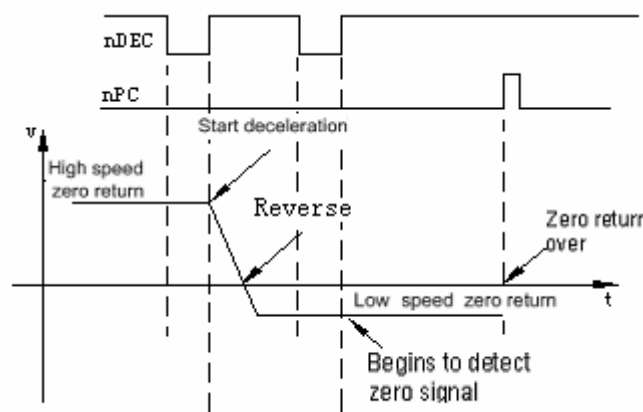 nDEC
nPC
Start deceleration
v
High speed
zero return
Reverse
Zero return
over
Low speed zero return
t
Begins to detect
zero signal